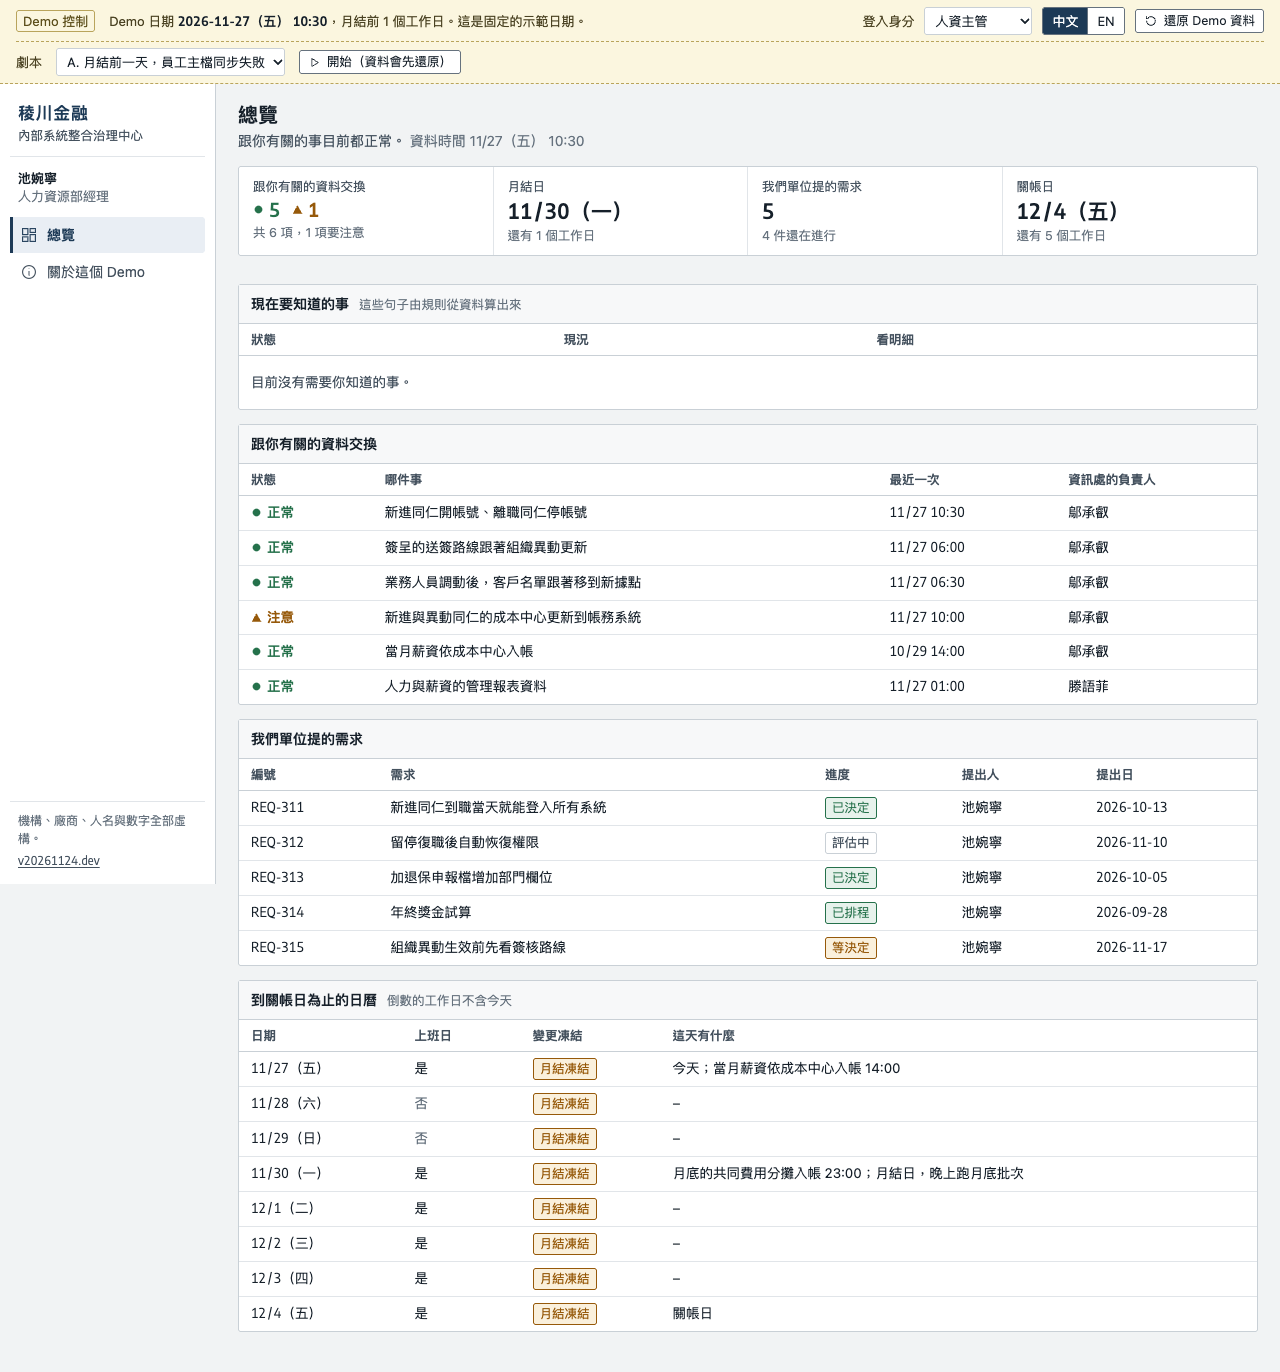 Demo 控制 Demo 日期 2026-11-27（五） 10:30，月結前 1 個工作日。這是固定的示範日期。 登入身分 人資主管 中文 EN 還原 Demo 資料
劇本 A. 月結前一天，員工主檔同步失敗 開始（資料會先還原）
稜川金融
內部系統整合治理中心
池婉寧
人力資源部經理
總覽
關於這個 Demo
機構、廠商、人名與數字全部虛構。
v20261124.dev
總覽
跟你有關的事目前都正常。 資料時間 11/27（五） 10:30
跟你有關的資料交換
5 1
共 6 項，1 項要注意
月結日
11/30（一）
還有 1 個工作日
我們單位提的需求
5
4 件還在進行
關帳日
12/4（五）
還有 5 個工作日
現在要知道的事 這些句子由規則從資料算出來
狀態 現況 看明細
目前沒有需要你知道的事。
跟你有關的資料交換
狀態 哪件事 最近一次 資訊處的負責人
正常 新進同仁開帳號、離職同仁停帳號 11/27 10:30 鄔承叡
正常 簽呈的送簽路線跟著組織異動更新 11/27 06:00 鄔承叡
正常 業務人員調動後，客戶名單跟著移到新據點 11/27 06:30 鄔承叡
注意 新進與異動同仁的成本中心更新到帳務系統 11/27 10:00 鄔承叡
正常 當月薪資依成本中心入帳 10/29 14:00 鄔承叡
正常 人力與薪資的管理報表資料 11/27 01:00 滕語菲
我們單位提的需求
編號 需求 進度 提出人 提出日
REQ-311 新進同仁到職當天就能登入所有系統 已決定 池婉寧 2026-10-13
REQ-312 留停復職後自動恢復權限 評估中 池婉寧 2026-11-10
REQ-313 加退保申報檔增加部門欄位 已決定 池婉寧 2026-10-05
REQ-314 年終獎金試算 已排程 池婉寧 2026-09-28
REQ-315 組織異動生效前先看簽核路線 等決定 池婉寧 2026-11-17
到關帳日為止的日曆 倒數的工作日不含今天
日期 上班日 變更凍結 這天有什麼
11/27（五） 是 月結凍結 今天；當月薪資依成本中心入帳 14:00
11/28（六） 否 月結凍結 –
11/29（日） 否 月結凍結 –
11/30（一） 是 月結凍結 月底的共同費用分攤入帳 23:00；月結日，晚上跑月底批次
12/1（二） 是 月結凍結 –
12/2（三） 是 月結凍結 –
12/3（四） 是 月結凍結 –
12/4（五） 是 月結凍結 關帳日